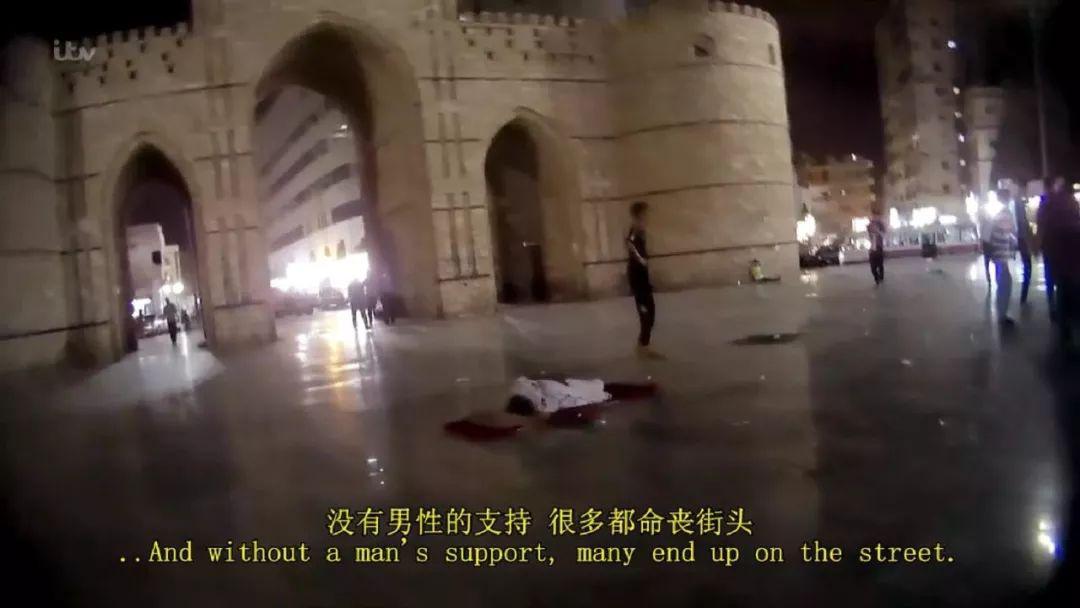 itv
没有男性的支持 很多都命丧街头
..And without a man's support, many end up on the street.